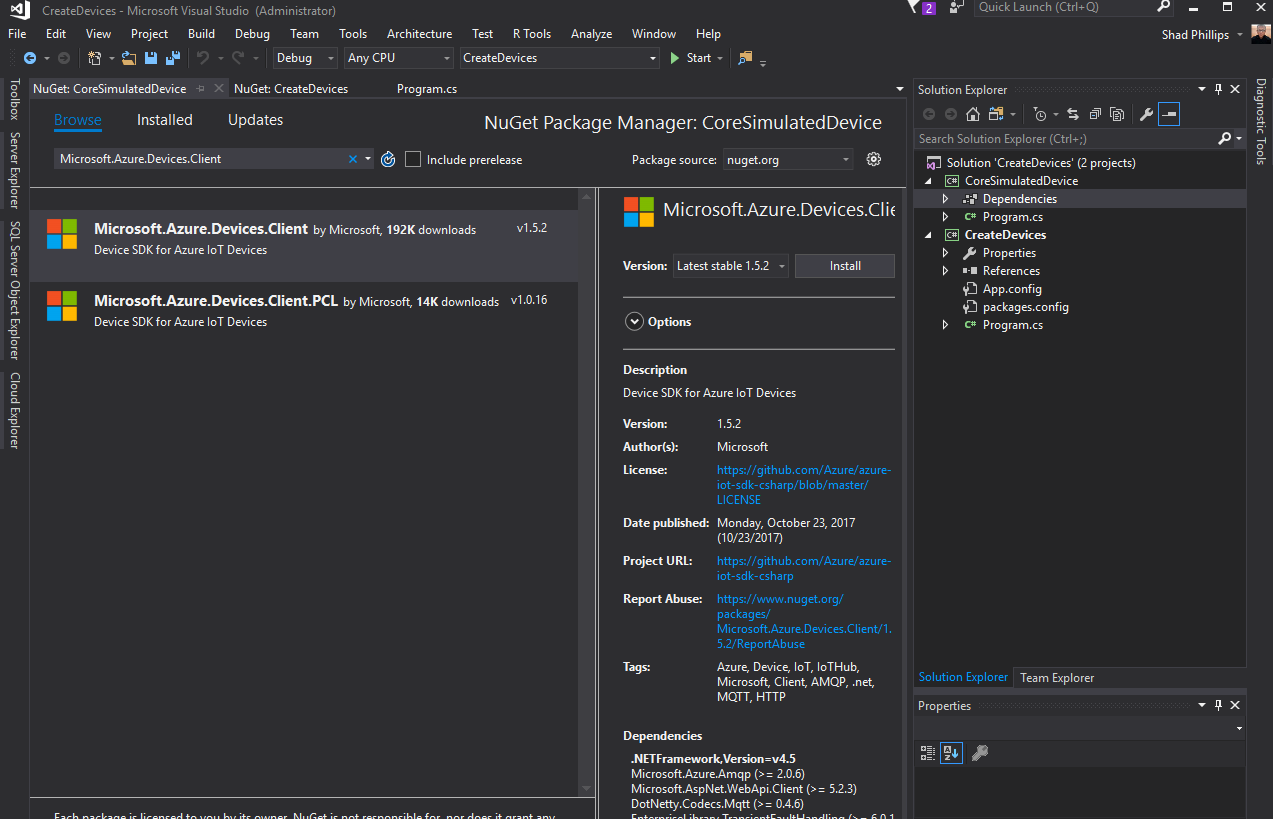 CreateDevices - Microsoft Visual Studio (Administrator)
2
Quick Launch (Ctrl+Q)
File Edit View Project Build Debug Team Tools Architecture Test R Tools Analyze Window Help
Shad Phillips
Debug Any CPU CreateDevices Start
Toolbox
Server Explorer
SQL Server Object Explorer
Cloud Explorer
NuGet: CoreSimulatedDevice NuGet: CreateDevices Program.cs
Browse Installed Updates
NuGet Package Manager: CoreSimulatedDevice
Microsoft.Azure.Devices.Client
Include prerelease
Package source: nuget.org
Microsoft.Azure.Devices.Client by Microsoft, 192K downloads v1.5.2
Device SDK for Azure IoT Devices
Microsoft.Azure.Devices.Client.PCL by Microsoft, 14K downloads v1.0.16
Device SDK for Azure IoT Devices
Each package is licensed to you by its owner. NuGet is not responsible for, nor does it grant any
Microsoft.Azure.Devices.Clie
Version: Latest stable 1.5.2 Install
Options
Description
Device SDK for Azure IoT Devices
Version: 1.5.2
Author(s): Microsoft
License: https://github.com/Azure/azure-
iot-sdk-csharp/blob/master/
LICENSE
Date published: Monday, October 23, 2017
(10/23/2017)
Project URL: https://github.com/Azure/azure-
iot-sdk-csharp
Report Abuse: https://www.nuget.org/
packages/
Microsoft.Azure.Devices.Client/1.
5.2/ReportAbuse
Tags: Azure, Device, IoT, IoTHub,
Microsoft, Client, AMQP, .net,
MQTT, HTTP
Dependencies
.NETFramework,Version=v4.5
Microsoft.Azure.Amqp (>= 2.0.6)
Microsoft.AspNet.WebApi.Client (>= 5.2.3)
DotNetty.Codecs.Mqtt (>= 0.4.6)
EnterpriseLibrary.TransientFaultHandling (>= 6.0.1
Solution Explorer
Search Solution Explorer (Ctrl+;)
Solution 'CreateDevices' (2 projects)
C# CoreSimulatedDevice
Dependencies
C# Program.cs
C# CreateDevices
Properties
References
App.config
packages.config
C# Program.cs
Solution Explorer Team Explorer
Properties
Diagnostic Tools